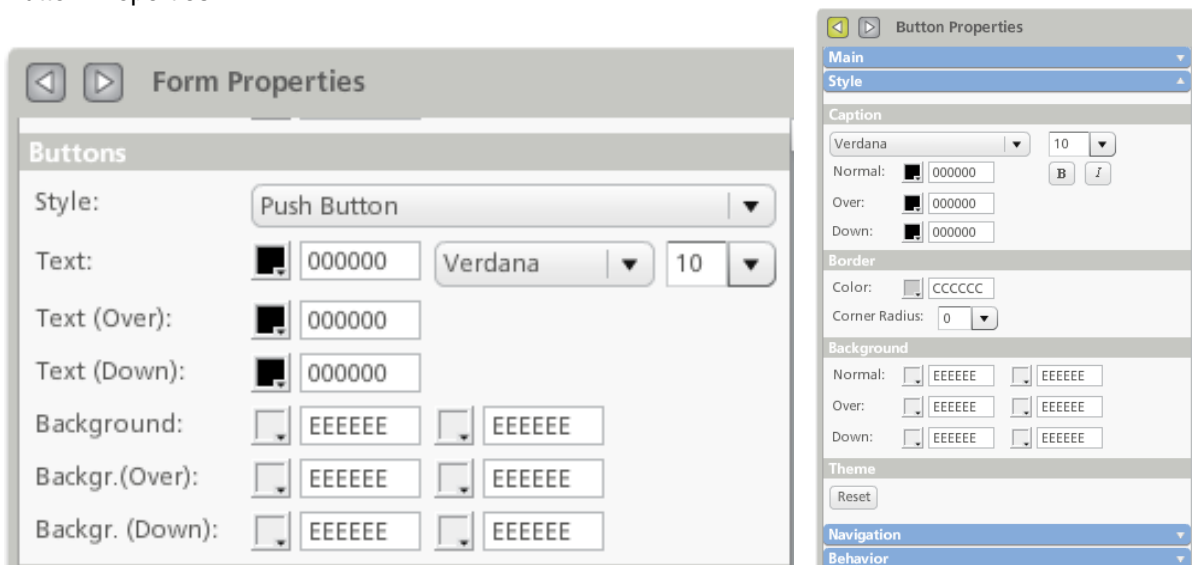 Form Properties
Buttons
Style: Push Button
Text: 000000 Verdana 10
Text (Over): 000000
Text (Down): 000000
Background: EEEEEE EEEEEE
Backgr.(Over): EEEEEE EEEEEE
Backgr. (Down): EEEEEE EEEEEE
Button Properties
Main
Style
Caption
Verdana 10
Normal: 000000 B I
Over: 000000
Down: 000000
Border
Color: CCCCCC
Corner Radius: 0
Background
Normal: EEEEEE EEEEEE
Over: EEEEEE EEEEEE
Down: EEEEEE EEEEEE
Theme
Reset
Navigation
Behavior